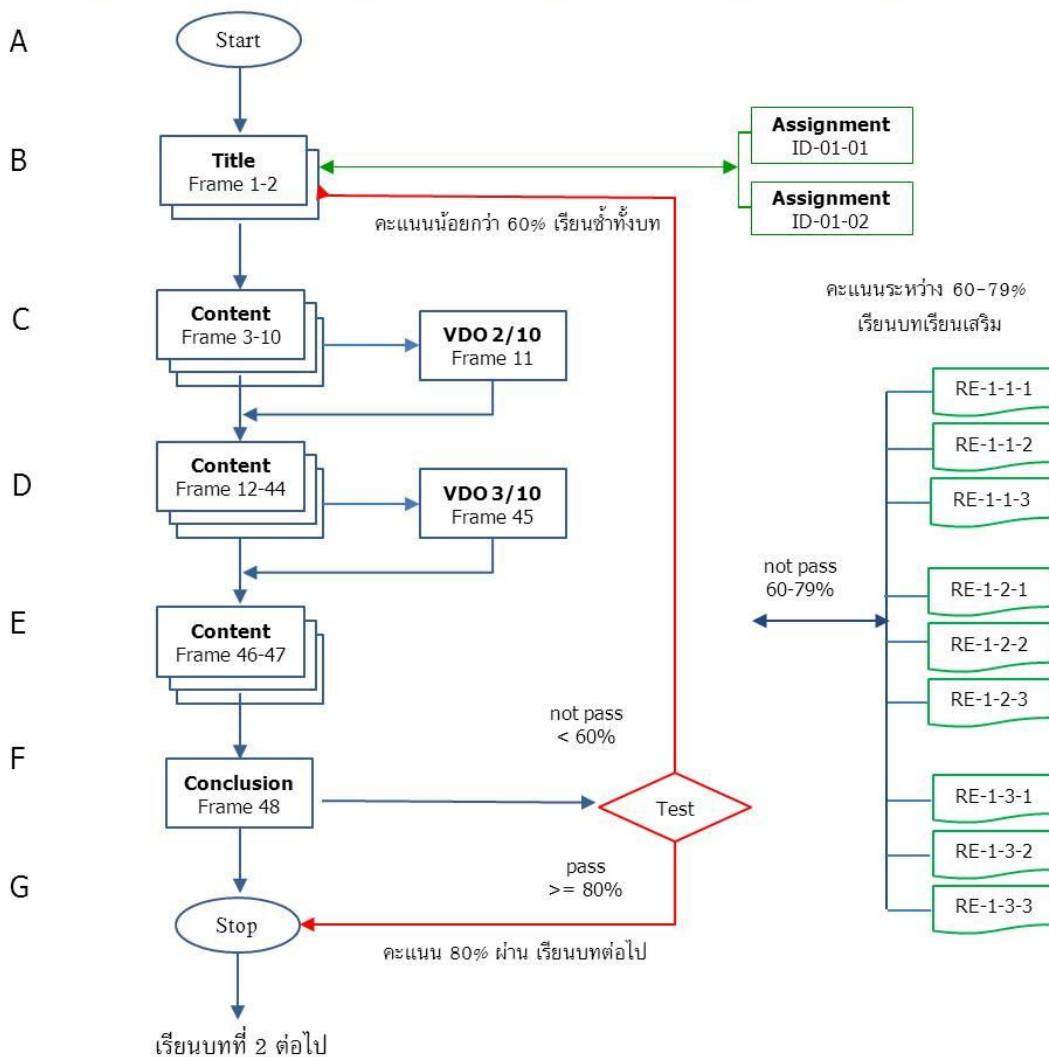 A
Start
B
Title
Frame 1-2
Assignment
ID-01-01
Assignment
ID-01-02
คะแนนน้อยกว่า 60% เรียนซ้ำทั้งบท
คะแนนระหว่าง 60-79%
เรียนบทเรียนเสริม
C
Content
Frame 3-10
VDO 2/10
Frame 11
RE-1-1-1
RE-1-1-2
RE-1-1-3
D
Content
Frame 12-44
VDO 3/10
Frame 45
not pass
60-79%
RE-1-2-1
RE-1-2-2
RE-1-2-3
E
Content
Frame 46-47
not pass
< 60%
F
Conclusion
Frame 48
Test
RE-1-3-1
RE-1-3-2
RE-1-3-3
pass
>= 80%
G
Stop
คะแนน 80% ผ่าน เรียนบทต่อไป
เรียนบทที่ 2 ต่อไป